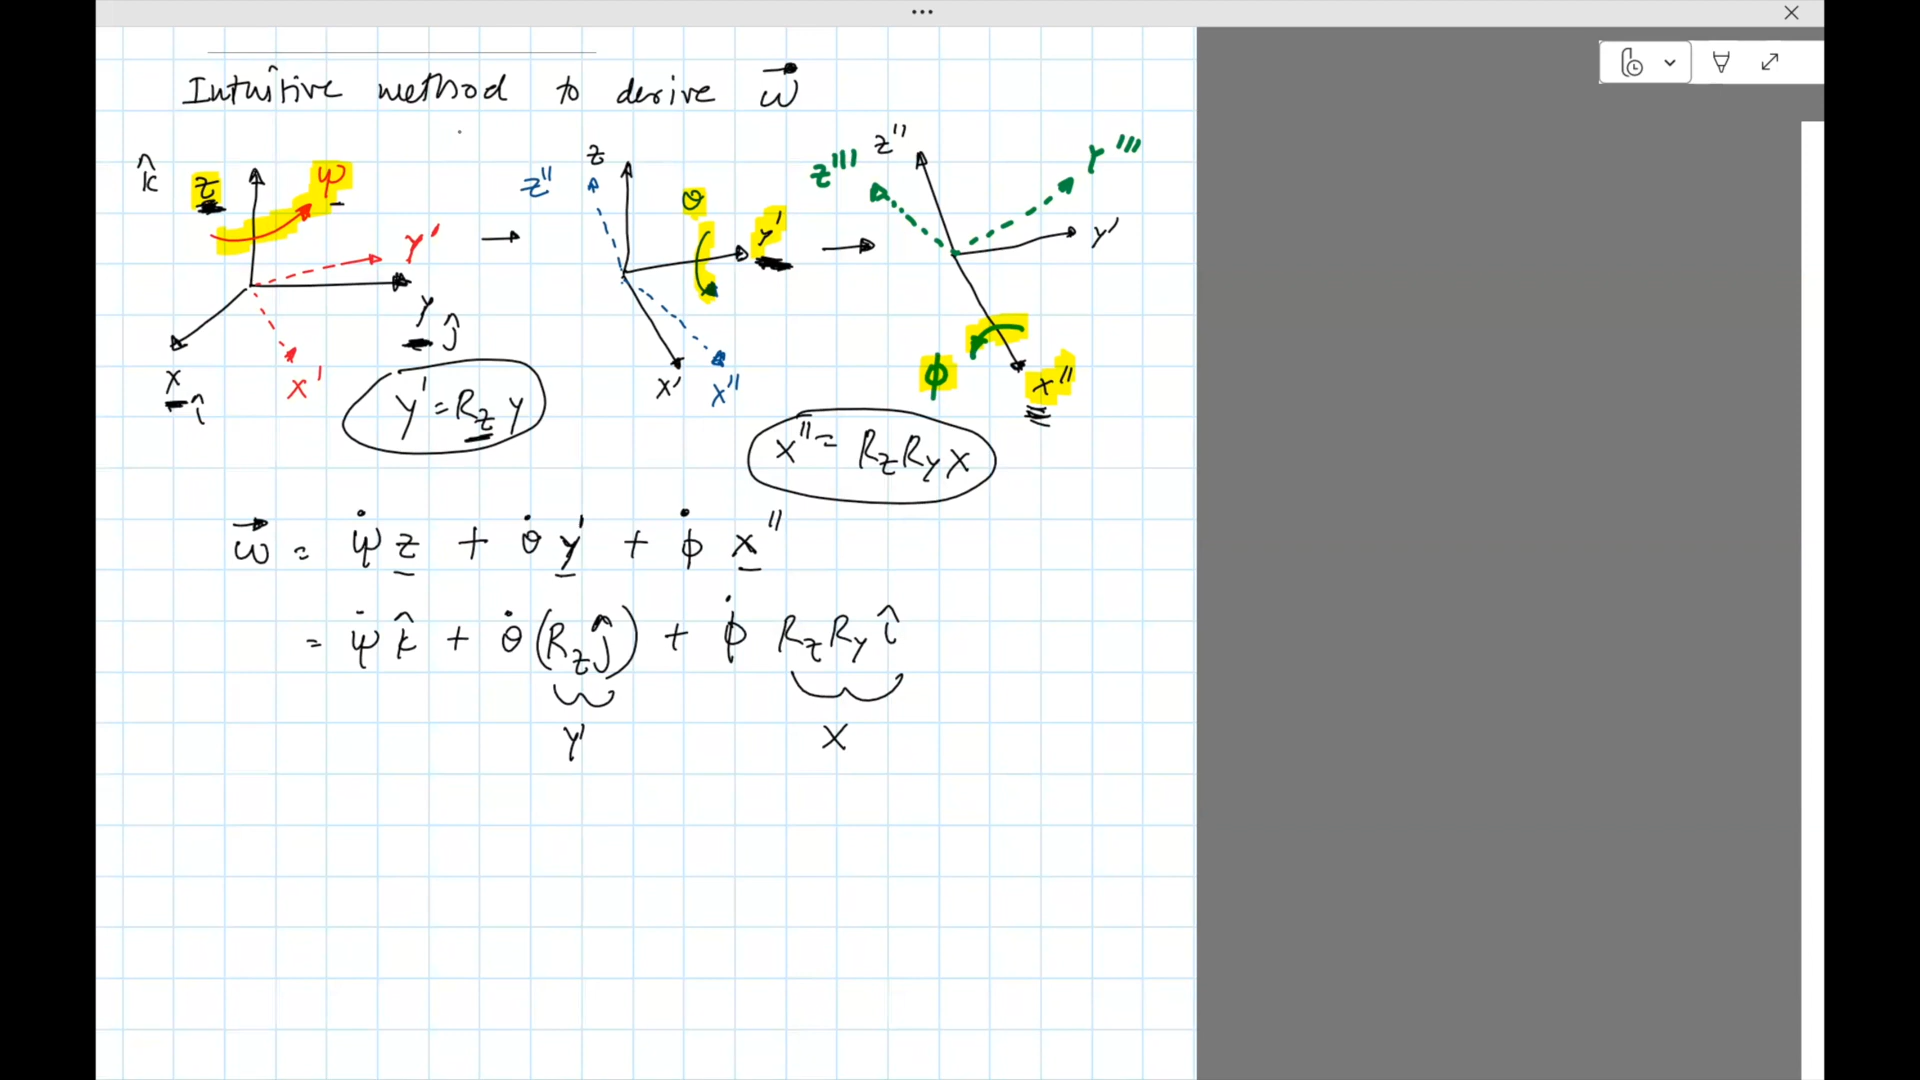 Intuitive method to derive ω⃗
k̂ z ψ
y'
y ĵ
x î
x'
y' = R_z y
z'' z
θ y'
x' x''
z''' z'' y'''
y'
ϕ x''
x'' = R_z R_y x
ω⃗ = ψ̇ z + θ̇ y' + ϕ̇ x''
= ψ̇ k̂ + θ̇ (R_z ĵ) + ϕ̇ R_z R_y î
y' x